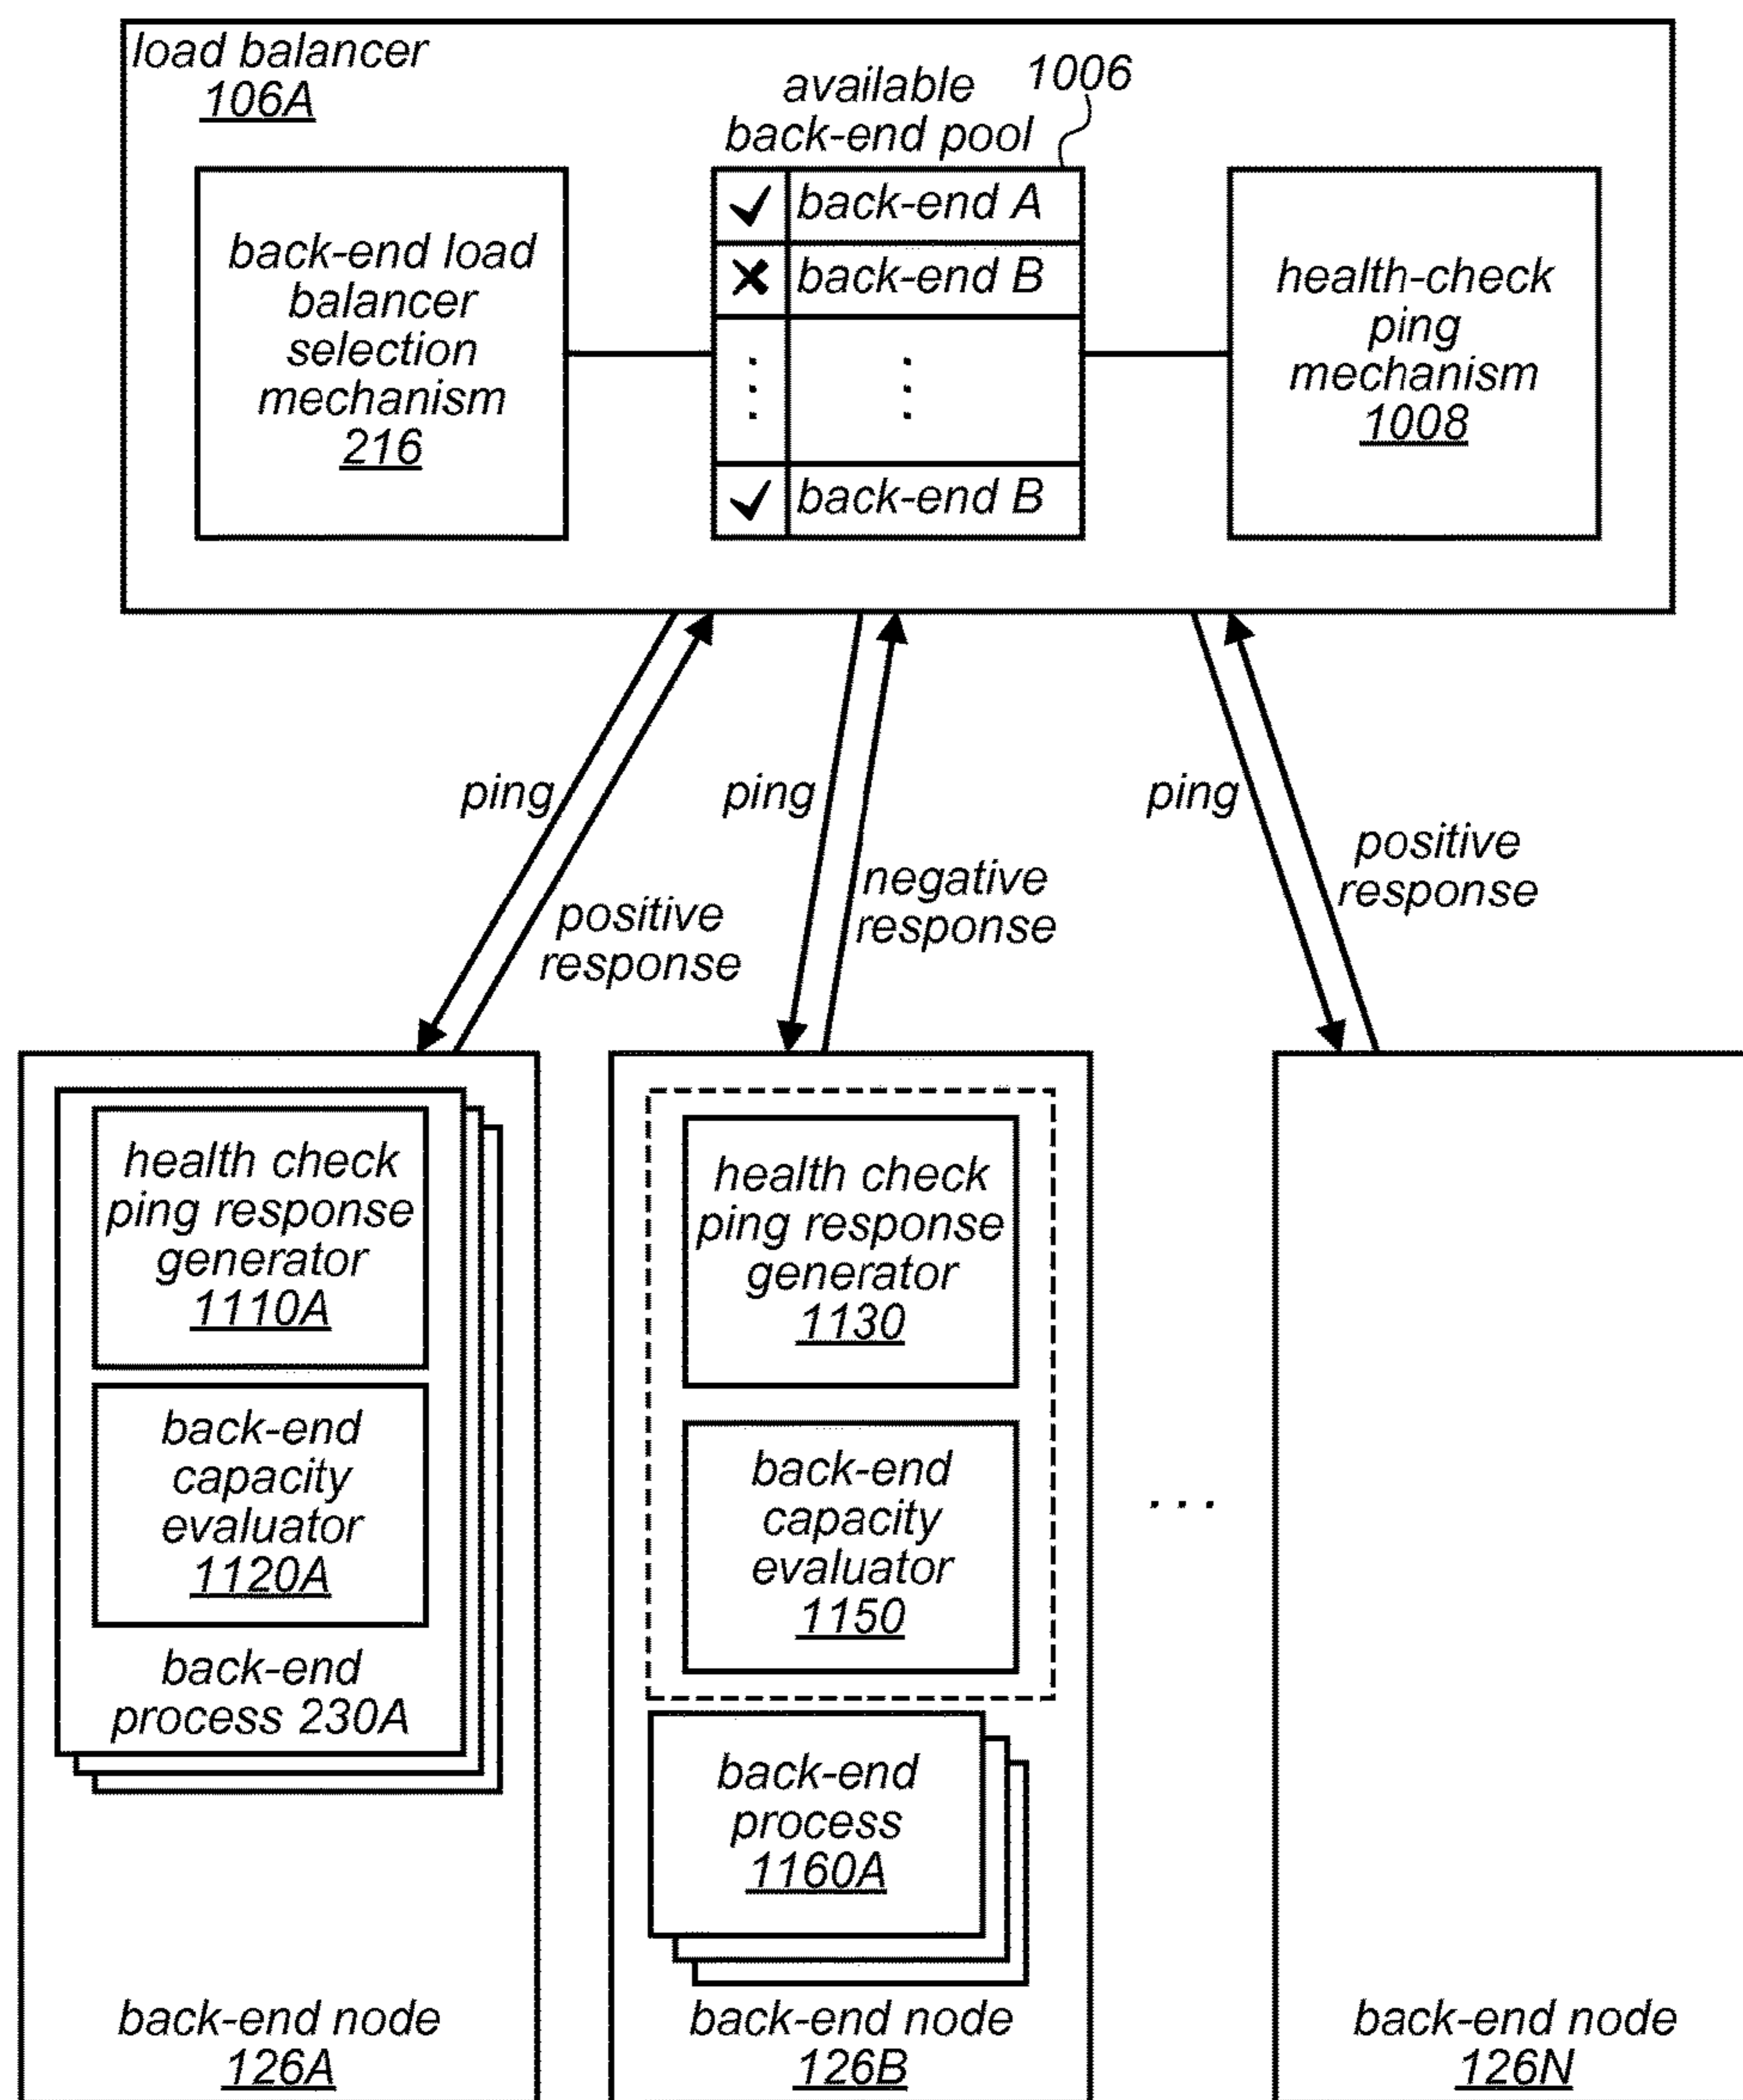 load balancer
106A
available
back-end pool
1006
back-end load
balancer
selection
mechanism
216
✓ back-end A
✗ back-end B
⋮ ⋮
✓ back-end B
health-check
ping
mechanism
1008
ping
positive
response
ping
negative
response
ping
positive
response
health check
ping response
generator
1110A
back-end
capacity
evaluator
1120A
back-end
process 230A
back-end node
126A
health check
ping response
generator
1130
back-end
capacity
evaluator
1150
back-end
process
1160A
back-end node
126B
...
back-end node
126N